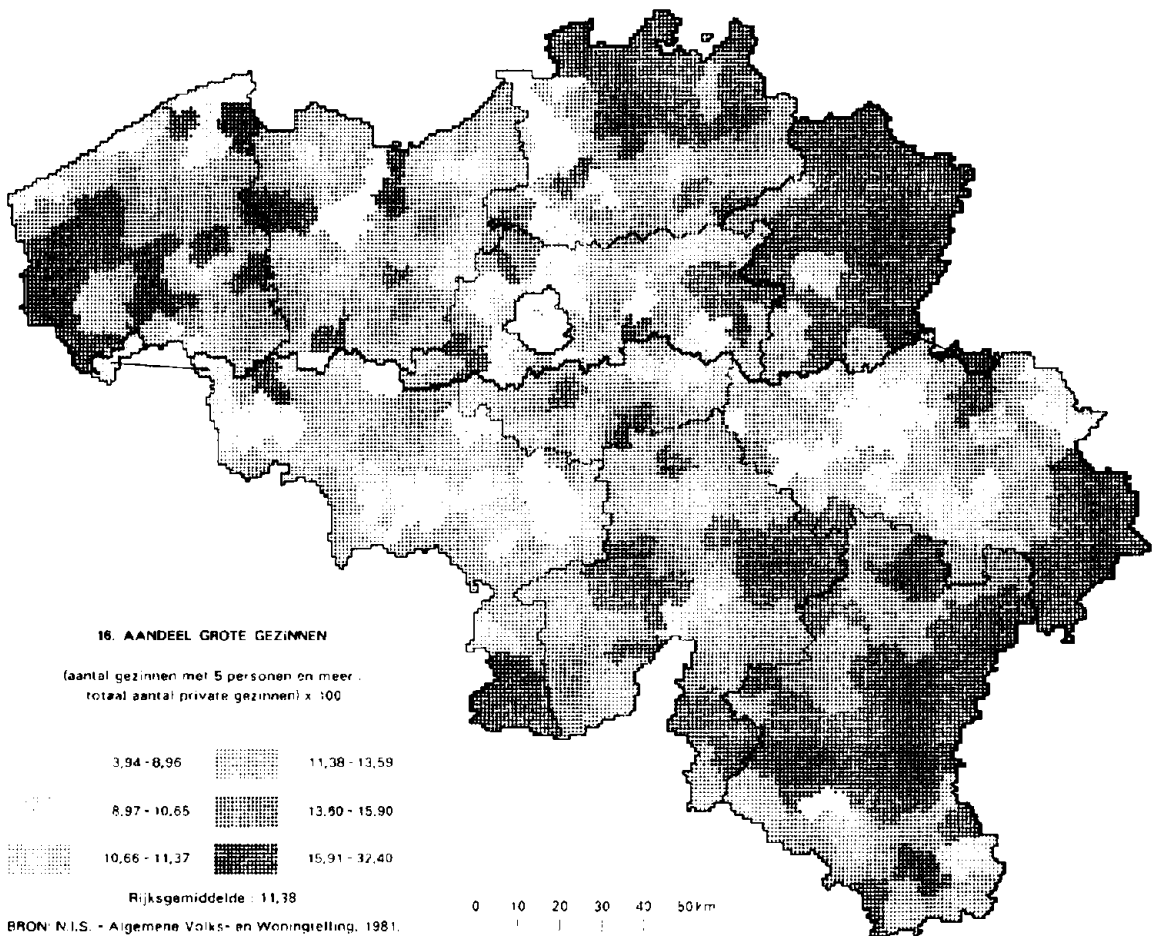 16. AANDEEL GROTE GEZINNEN
(aantal gezinnen met 5 personen en meer :
totaal aantal private gezinnen) x 100
3,94 - 8,96
11,38 - 13,59
8,97 - 10,65
13,60 - 15,90
10,66 - 11,37
15,91 - 32,40
Rijksgemiddelde : 11,38
0 10 20 30 40 50 km
BRON: N.I.S. - Algemene Volks- en Woningtelling, 1981.